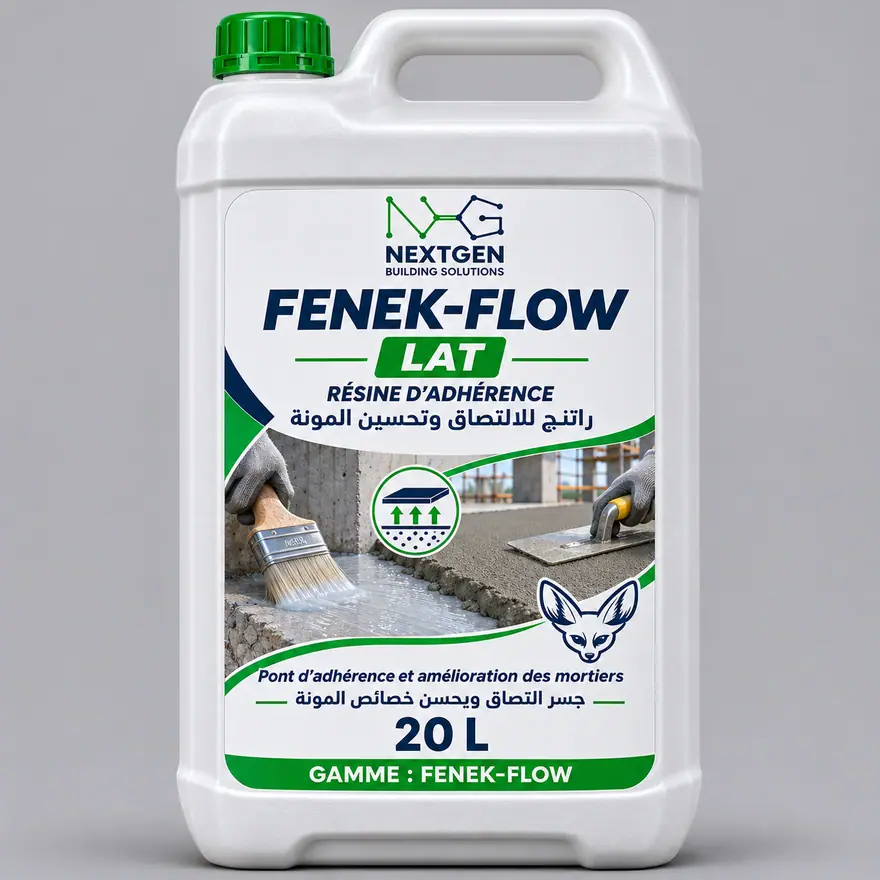 NEXTGEN
BUILDING SOLUTIONS
FENEK-FLOW
LAT
RÉSINE D'ADHÉRENCE
راتنج للالتصاق وتحسين المونة
Pont d'adhérence et amélioration des mortiers
جسر التصاق ويحسن خصائص المونة
20 L
GAMME : FENEK-FLOW